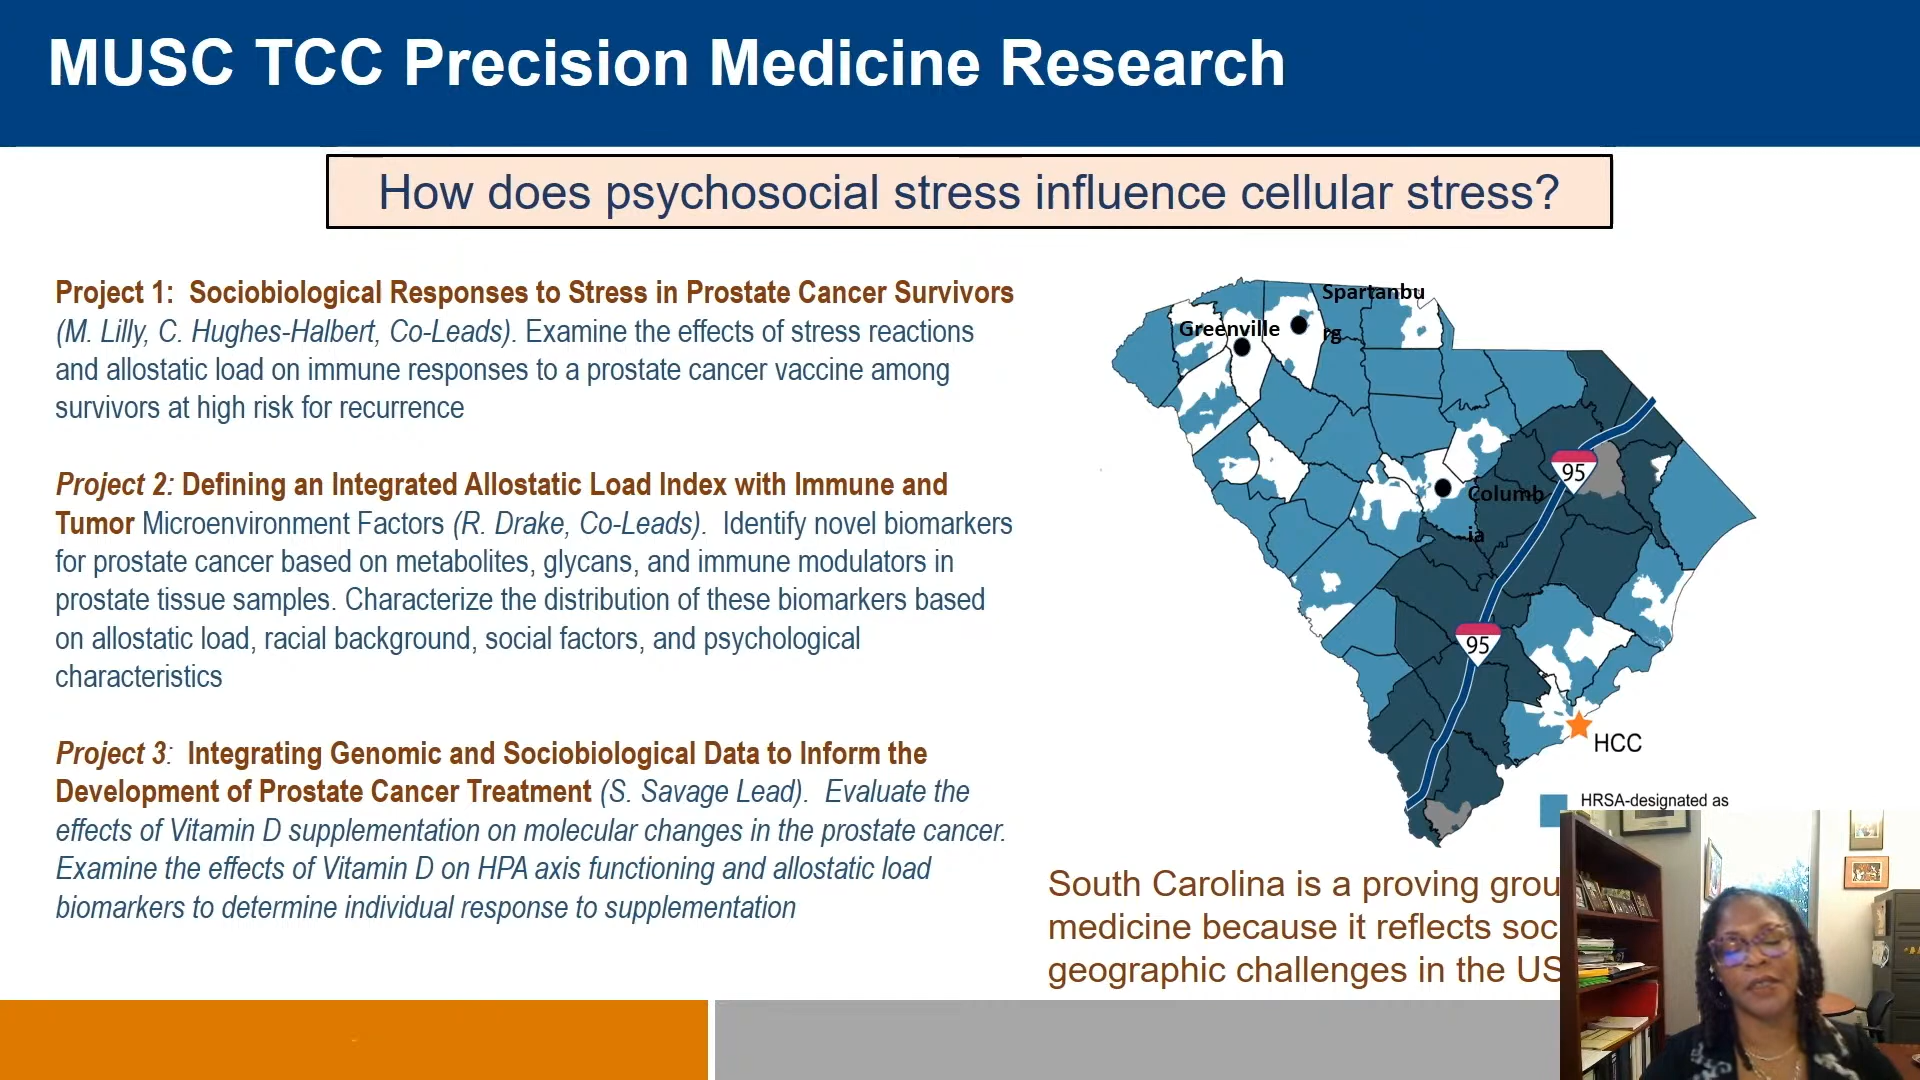 MUSC TCC Precision Medicine Research
How does psychosocial stress influence cellular stress?
Project 1:  Sociobiological Responses to Stress in Prostate Cancer Survivors
(M. Lilly, C. Hughes-Halbert, Co-Leads). Examine the effects of stress reactions
and allostatic load on immune responses to a prostate cancer vaccine among
survivors at high risk for recurrence
Project 2: Defining an Integrated Allostatic Load Index with Immune and
Tumor Microenvironment Factors (R. Drake, Co-Leads).  Identify novel biomarkers
for prostate cancer based on metabolites, glycans, and immune modulators in
prostate tissue samples. Characterize the distribution of these biomarkers based
on allostatic load, racial background, social factors, and psychological
characteristics
Project 3:  Integrating Genomic and Sociobiological Data to Inform the
Development of Prostate Cancer Treatment (S. Savage Lead).  Evaluate the
effects of Vitamin D supplementation on molecular changes in the prostate cancer.
Examine the effects of Vitamin D on HPA axis functioning and allostatic load
biomarkers to determine individual response to supplementation
Spartanbu
rg
Greenville
95
Columb
ia
95
HCC
HRSA-designated as
South Carolina is a proving grou
medicine because it reflects soc
geographic challenges in the US